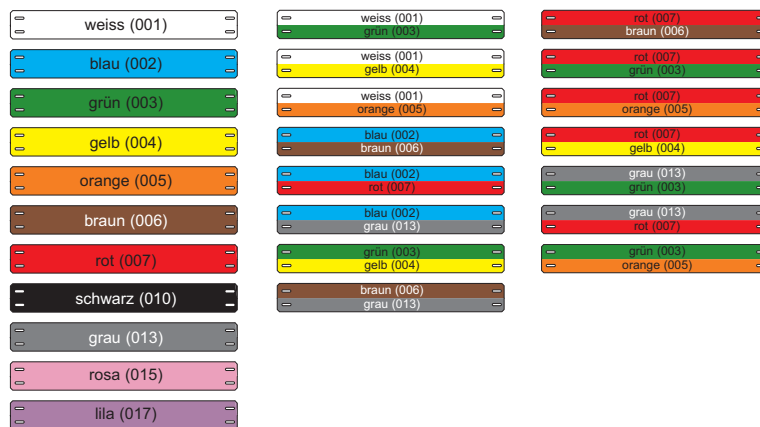 weiss (001)
blau (002)
grün (003)
gelb (004)
orange (005)
braun (006)
rot (007)
schwarz (010)
grau (013)
rosa (015)
lila (017)
weiss (001)
grün (003)
weiss (001)
gelb (004)
weiss (001)
orange (005)
blau (002)
braun (006)
blau (002)
rot (007)
blau (002)
grau (013)
grün (003)
gelb (004)
braun (006)
grau (013)
rot (007)
braun (006)
rot (007)
grün (003)
rot (007)
orange (005)
rot (007)
gelb (004)
grau (013)
grün (003)
grau (013)
rot (007)
grün (003)
orange (005)